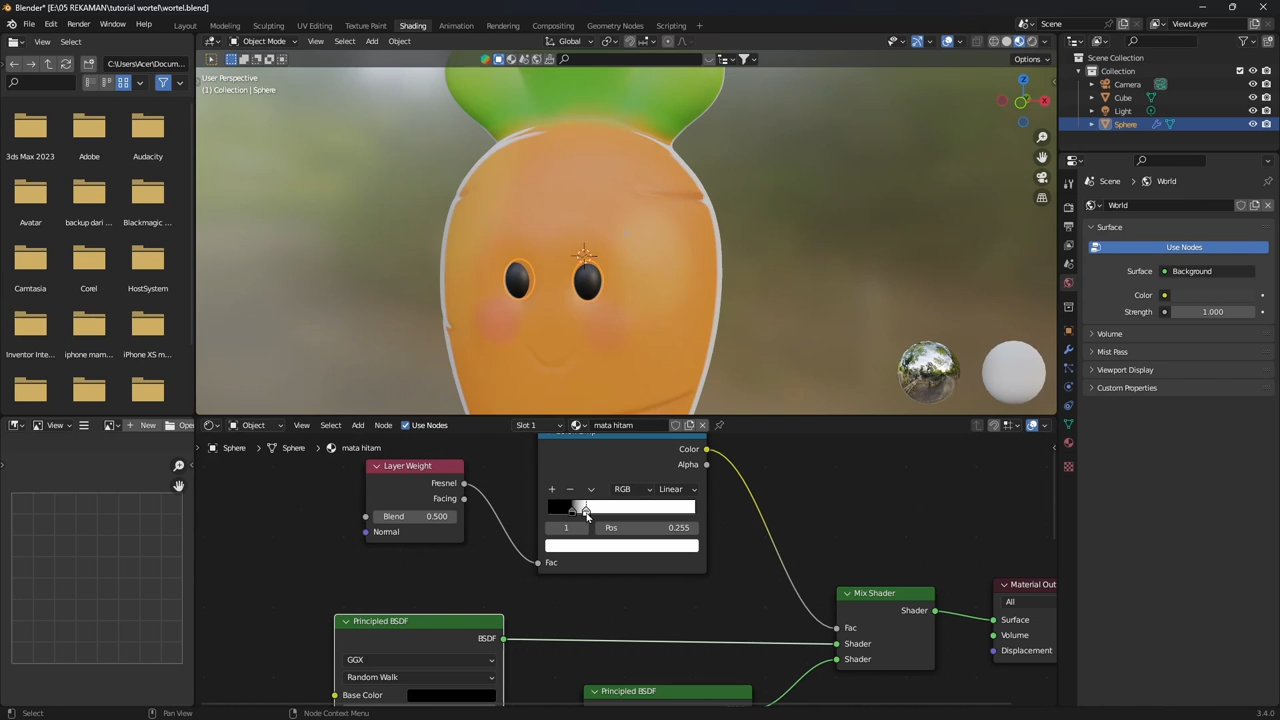 Blender* [E:\05 REKAMAN\tutorial wortel\wortel.blend]
File Edit Render Window Help Layout Modeling Sculpting UV Editing Texture Paint Shading Animation Rendering Compositing Geometry Nodes Scripting + Scene ViewLayer
View Select Object Mode View Select Add Object Global
C:\Users\Acer\Docum... Options
User Perspective
(1) Collection | Sphere
Scene Collection
Collection
Camera
Cube
Light
Sphere
3ds Max 2023 Adobe Audacity
Avatar backup dari ... Blackmagic ...
Camtasia Corel HostSystem
Inventor Inte... iphone mam... iPhone XS m...
X
Z
Scene World
World
Surface
Use Nodes
Surface Background
Color
Strength 1.000
Volume
Mist Pass
Viewport Display
Custom Properties
View New Open
Object View Select Add Node Use Nodes Slot 1 mata hitam
Sphere Sphere mata hitam
Layer Weight
Fresnel
Facing
Blend 0.500
Normal
Color
Alpha
RGB Linear
1 Pos 0.255
Fac
Principled BSDF
BSDF
GGX
Random Walk
Base Color
Principled BSDF
Mix Shader
Shader
Fac
Shader
Shader
Material Out
All
Surface
Volume
Displacement
Select Pan View Node Context Menu 3.4.0